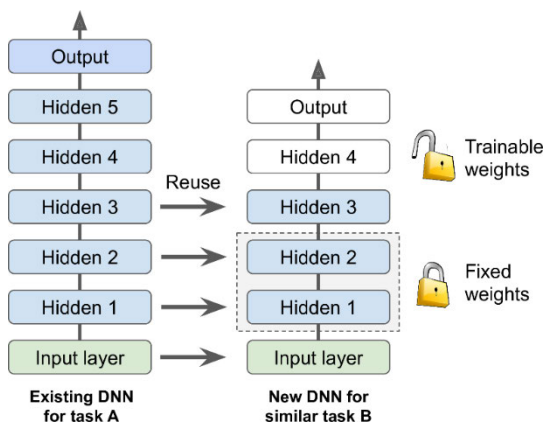 Output
Hidden 5
Hidden 4
Hidden 3
Hidden 2
Hidden 1
Input layer
Existing DNN
for task A
Reuse
Output
Hidden 4
Hidden 3
Hidden 2
Hidden 1
Input layer
New DNN for
similar task B
Trainable
weights
Fixed
weights